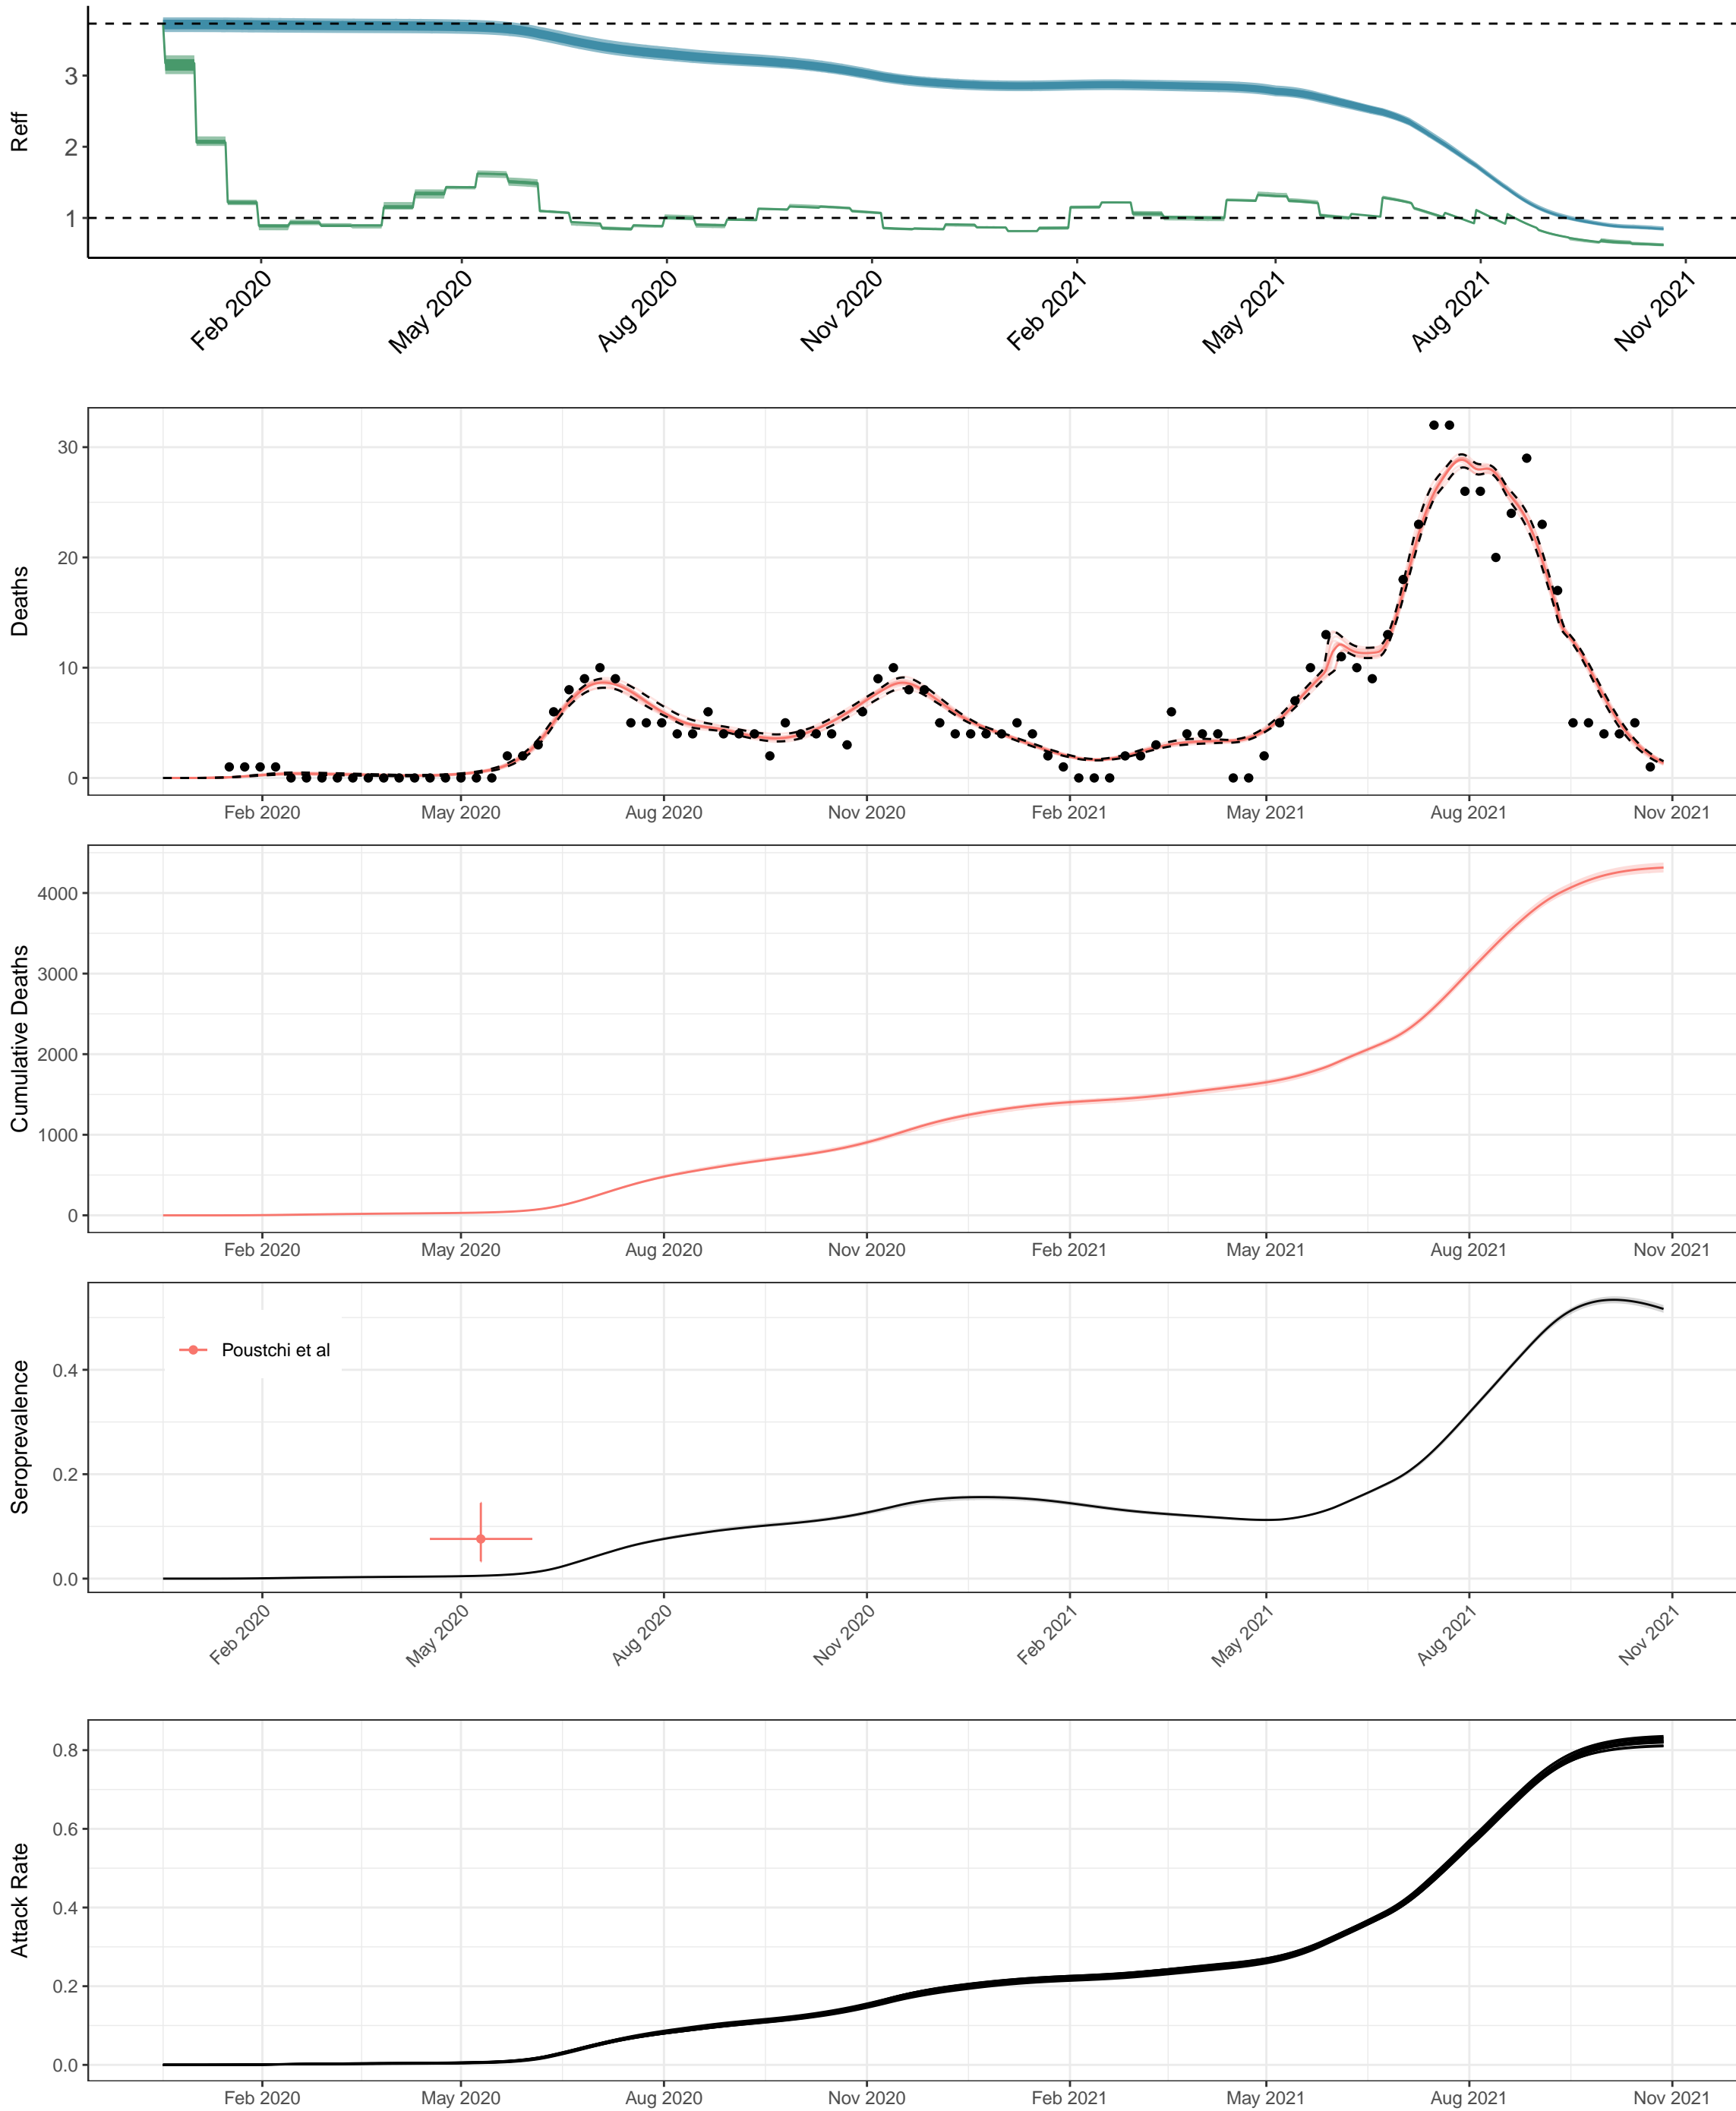 Reff
3
2
1
Feb 2020
May 2020
Aug 2020
Nov 2020
Feb 2021
May 2021
Aug 2021
Nov 2021
Deaths
30
20
10
0
Feb 2020
May 2020
Aug 2020
Nov 2020
Feb 2021
May 2021
Aug 2021
Nov 2021
Cumulative Deaths
4000
3000
2000
1000
0
Feb 2020
May 2020
Aug 2020
Nov 2020
Feb 2021
May 2021
Aug 2021
Nov 2021
Seroprevalence
Poustchi et al
0.4
0.2
0.0
Feb 2020
May 2020
Aug 2020
Nov 2020
Feb 2021
May 2021
Aug 2021
Nov 2021
Attack Rate
0.8
0.6
0.4
0.2
0.0
Feb 2020
May 2020
Aug 2020
Nov 2020
Feb 2021
May 2021
Aug 2021
Nov 2021